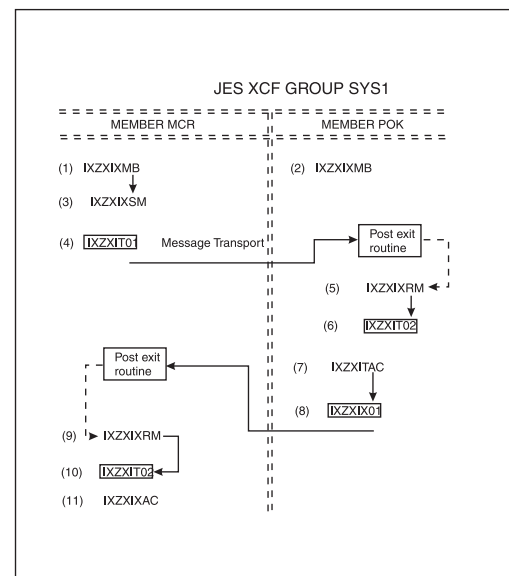 JES XCF GROUP SYS1
MEMBER MCR
MEMBER POK
(1) IXZXIXMB
(2) IXZXIXMB
(3) IXZXIXSM
(4) IXZXIT01
Message Transport
Post exit
routine
(5) IXZXIXRM
(6) IXZXIT02
(7) IXZXITAC
(8) IXZXIX01
Post exit
routine
(9) IXZXIXRM
(10) IXZXIT02
(11) IXZXIXAC